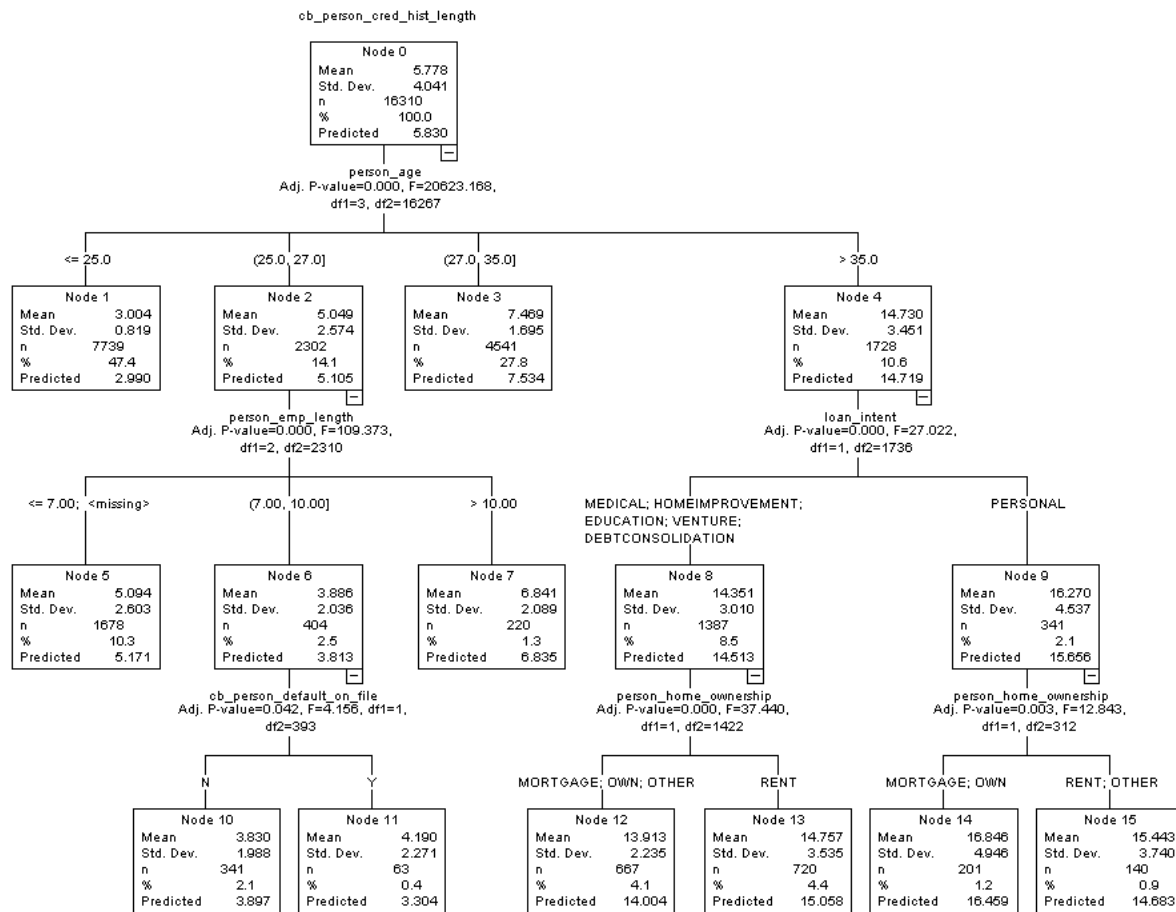 cb_person_cred_hist_length
Node 0
Mean 5.778
Std. Dev. 4.041
n 16310
% 100.0
Predicted 5.830
person_age
Adj. P-value=0.000, F=20623.168,
df1=3, df2=16267
<= 25.0
(25.0, 27.0]
(27.0, 35.0]
> 35.0
Node 1
Mean 3.004
Std. Dev. 0.819
n 7739
% 47.4
Predicted 2.990
Node 2
Mean 5.049
Std. Dev. 2.574
n 2302
% 14.1
Predicted 5.105
Node 3
Mean 7.469
Std. Dev. 1.695
n 4541
% 27.8
Predicted 7.534
Node 4
Mean 14.730
Std. Dev. 3.451
n 1728
% 10.6
Predicted 14.719
person_emp_length
Adj. P-value=0.000, F=109.373,
df1=2, df2=2310
loan_intent
Adj. P-value=0.000, F=27.022,
df1=1, df2=1736
<= 7.00; <missing>
(7.00, 10.00]
> 10.00
MEDICAL; HOMEIMPROVEMENT;
EDUCATION; VENTURE;
DEBTCONSOLIDATION
PERSONAL
Node 5
Mean 5.094
Std. Dev. 2.603
n 1678
% 10.3
Predicted 5.171
Node 6
Mean 3.886
Std. Dev. 2.036
n 404
% 2.5
Predicted 3.813
Node 7
Mean 6.841
Std. Dev. 2.089
n 220
% 1.3
Predicted 6.835
Node 8
Mean 14.351
Std. Dev. 3.010
n 1387
% 8.5
Predicted 14.513
Node 9
Mean 16.270
Std. Dev. 4.537
n 341
% 2.1
Predicted 15.656
cb_person_default_on_file
Adj. P-value=0.042, F=4.156, df1=1,
df2=393
person_home_ownership
Adj. P-value=0.000, F=37.440,
df1=1, df2=1422
person_home_ownership
Adj. P-value=0.003, F=12.843,
df1=1, df2=312
N
Y
MORTGAGE; OWN; OTHER
RENT
MORTGAGE; OWN
RENT; OTHER
Node 10
Mean 3.830
Std. Dev. 1.988
n 341
% 2.1
Predicted 3.897
Node 11
Mean 4.190
Std. Dev. 2.271
n 63
% 0.4
Predicted 3.304
Node 12
Mean 13.913
Std. Dev. 2.235
n 667
% 4.1
Predicted 14.004
Node 13
Mean 14.757
Std. Dev. 3.535
n 720
% 4.4
Predicted 15.058
Node 14
Mean 16.846
Std. Dev. 4.946
n 201
% 1.2
Predicted 16.459
Node 15
Mean 15.443
Std. Dev. 3.740
n 140
% 0.9
Predicted 14.683